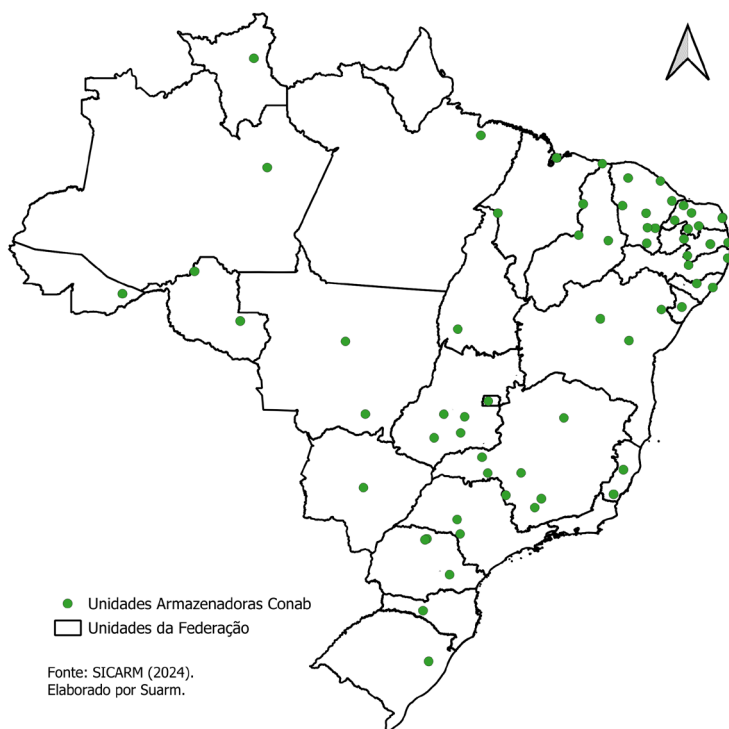 Unidades Armazenadoras Conab
Unidades da Federação
Fonte: SICARM (2024).
Elaborado por Suarm.